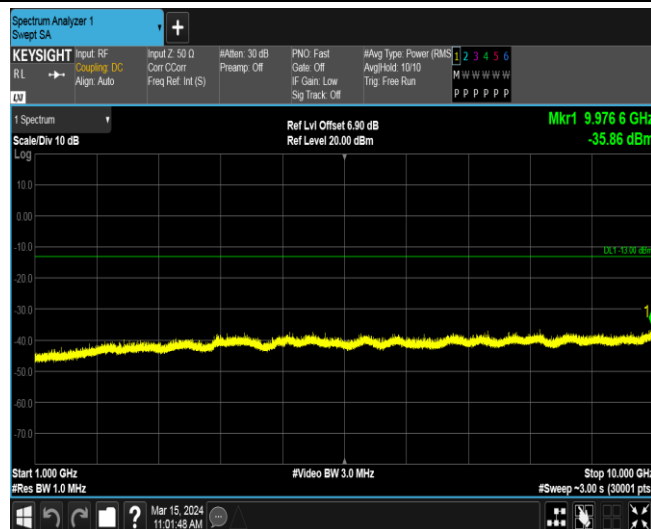 Spectrum Analyzer 1
Swept SA
+
KEYSIGHT
RL
LXI
Input: RF
Coupling: DC
Align: Auto
Input Z: 50 Ω
Corr CCorr
Freq Ref: Int (S)
#Atten: 30 dB
Preamp: Off
PNO: Fast
Gate: Off
IF Gain: Low
Sig Track: Off
#Avg Type: Power (RMS
Avg|Hold: 10/10
Trig: Free Run
1 2 3 4 5 6
M W W W W W
P P P P P P
1 Spectrum
Scale/Div 10 dB
Ref Lvl Offset 6.90 dB
Ref Level 20.00 dBm
Mkr1 9.976 6 GHz
-35.86 dBm
Log
10.0
0.00
-10.0
DL1 -13.00 dBm
-20.0
-30.0
1
-40.0
-50.0
-60.0
-70.0
Start 1.000 GHz
#Video BW 3.0 MHz
Stop 10.000 GHz
#Res BW 1.0 MHz
#Sweep ~3.00 s (30001 pts)
?
Mar 15, 2024
11:01:48 AM